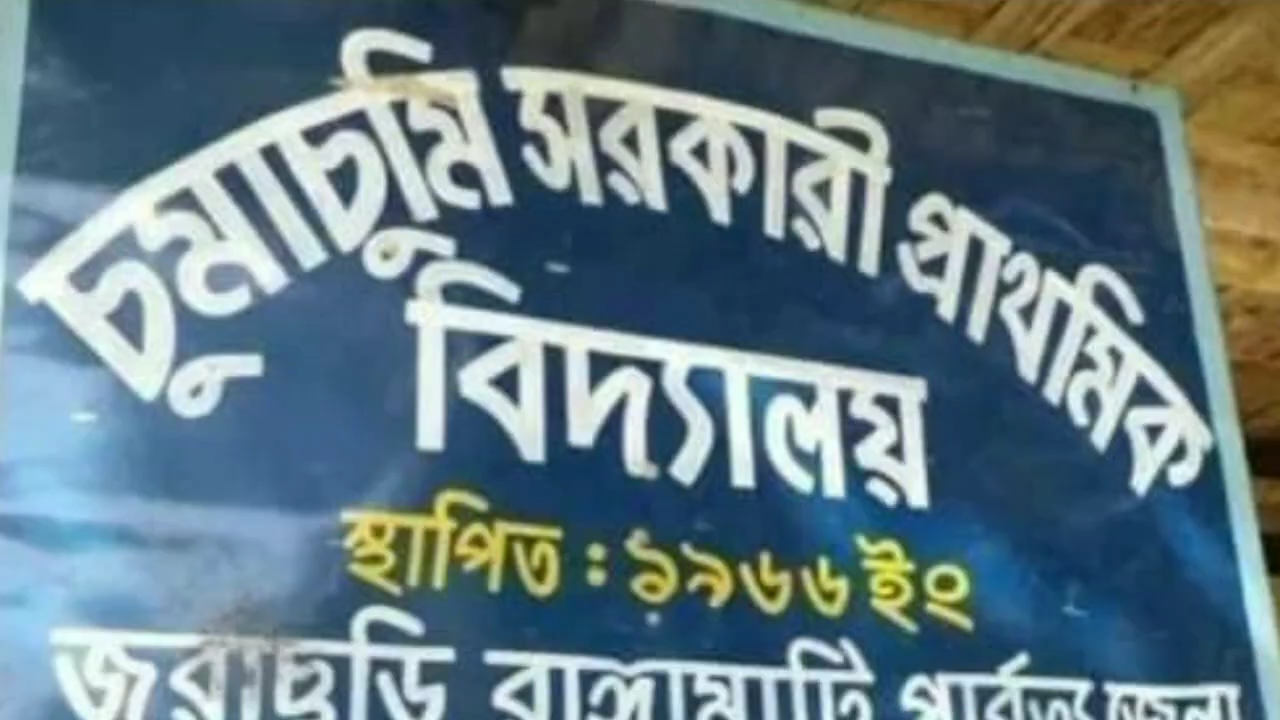 চুমাচুমি সরকারী প্রাথমিক
বিদ্যালয়
স্থাপিত : ১৯৬৬ ইং
জুরাছড়ি রাঙ্গামাটি পার্বত্য জেলা